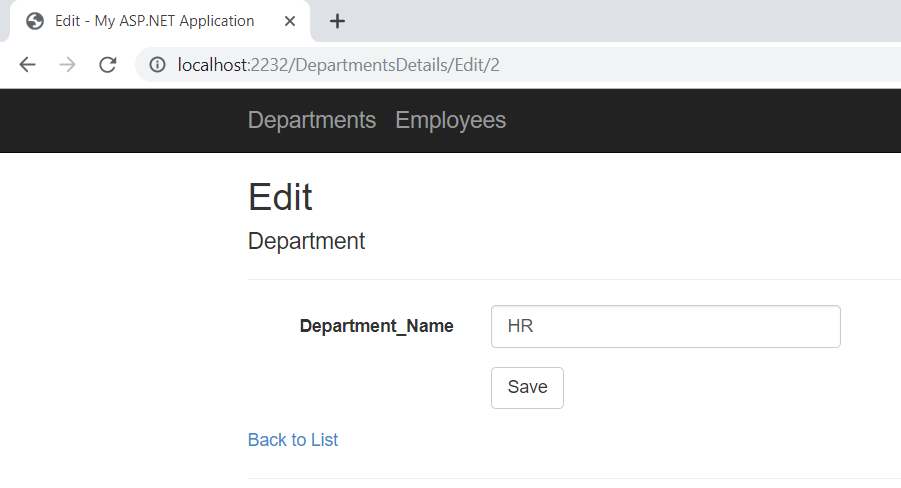 Edit - My ASP.NET Application
localhost:2232/DepartmentsDetails/Edit/2
Departments Employees
Edit
Department
Department_Name HR
Save
Back to List